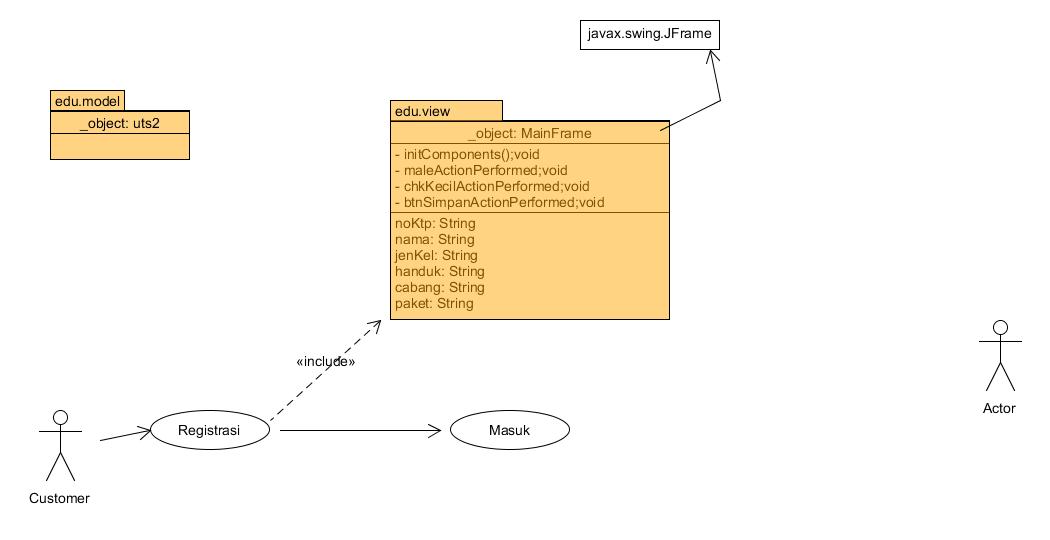 javax.swing.JFrame
edu.model
_object: uts2
edu.view
_object: MainFrame
- initComponents();void
- maleActionPerformed;void
- chkKecilActionPerformed;void
- btnSimpanActionPerformed;void
noKtp: String
nama: String
jenKel: String
handuk: String
cabang: String
paket: String
«include»
Registrasi
Masuk
Customer
Actor